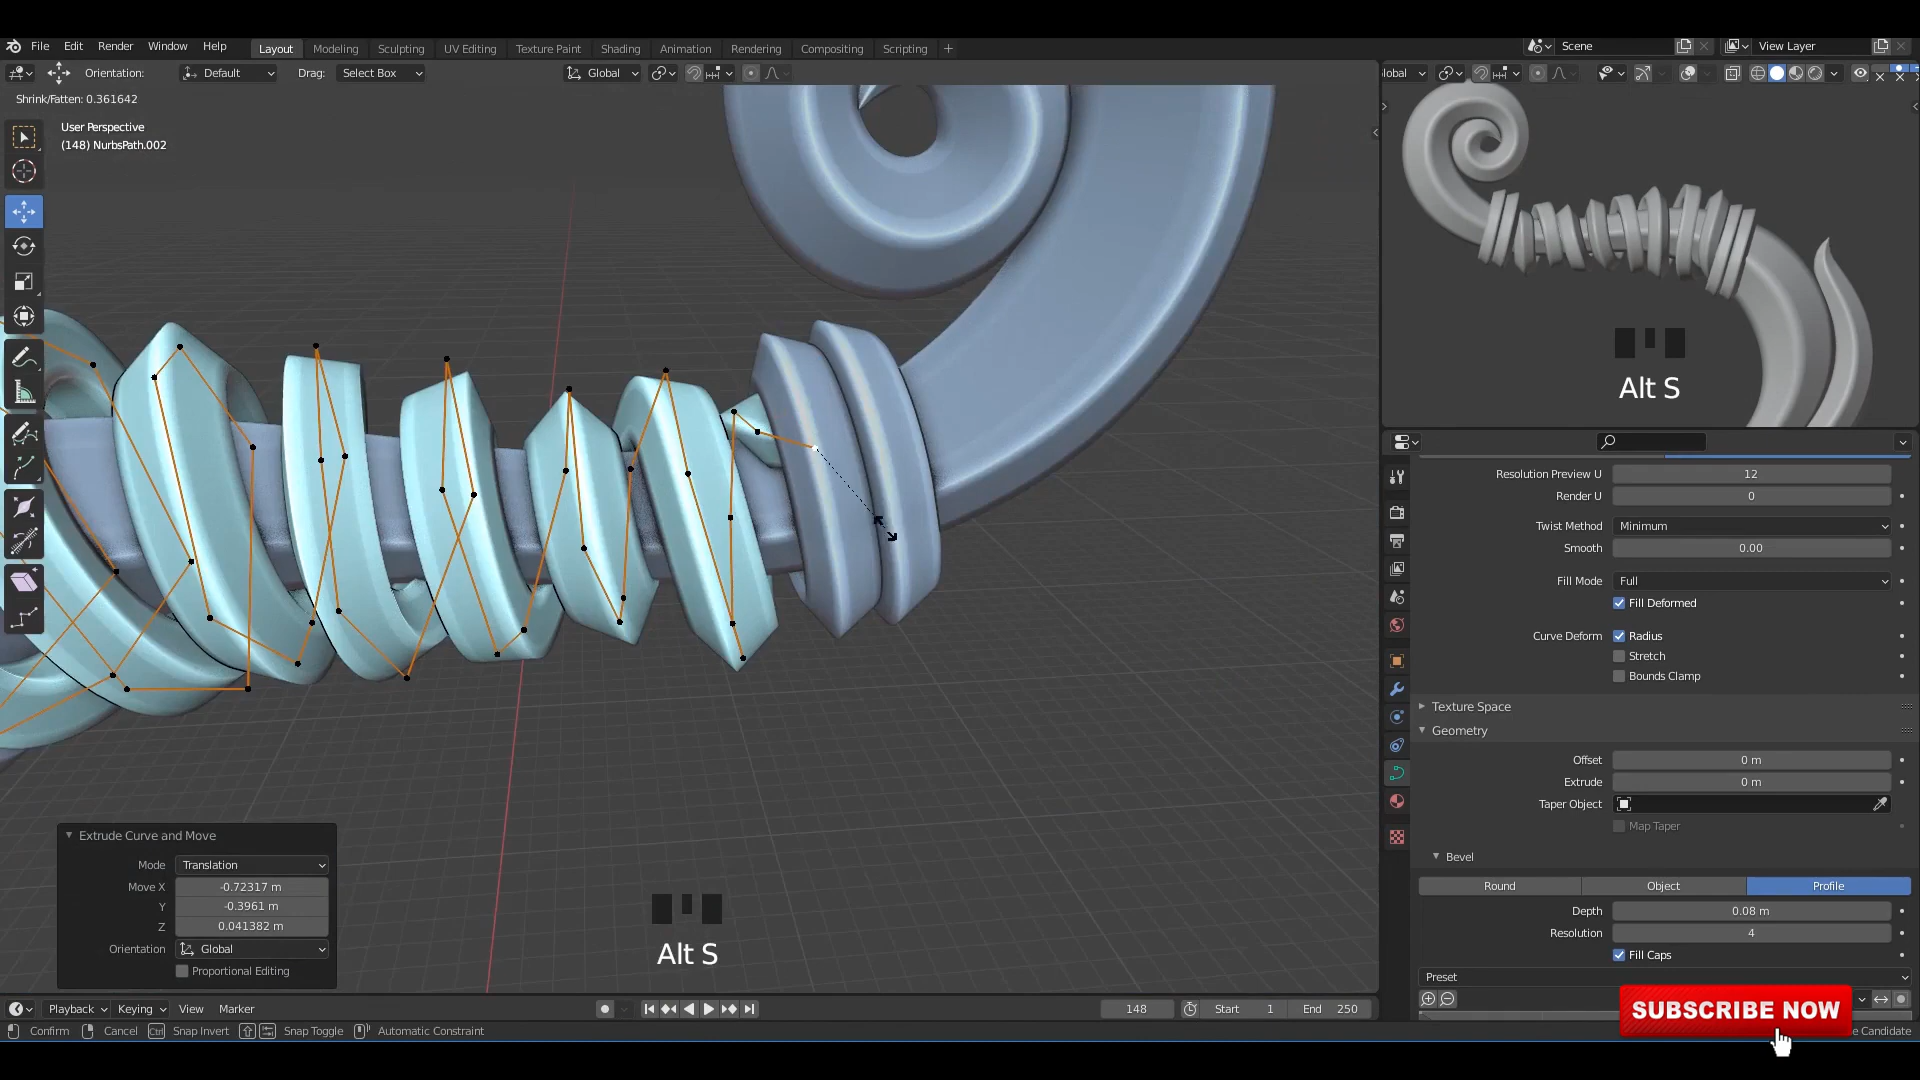 File Edit Render Window Help
Layout Modeling Sculpting UV Editing Texture Paint Shading Animation Rendering Compositing Scripting +
Scene
View Layer
Orientation: Default Drag: Select Box
Global
lobal
Shrink/Fatten: 0.361642
User Perspective
(148) NurbsPath.002
Alt S
Resolution Preview U 12
Render U 0
Twist Method Minimum
Smooth 0.00
Fill Mode Full
Fill Deformed
Curve Deform Radius
Stretch
Bounds Clamp
Texture Space
Geometry
Offset 0 m
Extrude 0 m
Taper Object
Map Taper
Bevel
Round Object Profile
Depth 0.08 m
Resolution 4
Fill Caps
Preset
Extrude Curve and Move
Mode Translation
Move X -0.72317 m
Y -0.3961 m
Z 0.041382 m
Orientation Global
Proportional Editing
Alt S
SUBSCRIBE NOW
Playback Keying View Marker
148 Start 1 End 250
Confirm Cancel Ctrl Snap Invert Snap Toggle Automatic Constraint
e Candidate